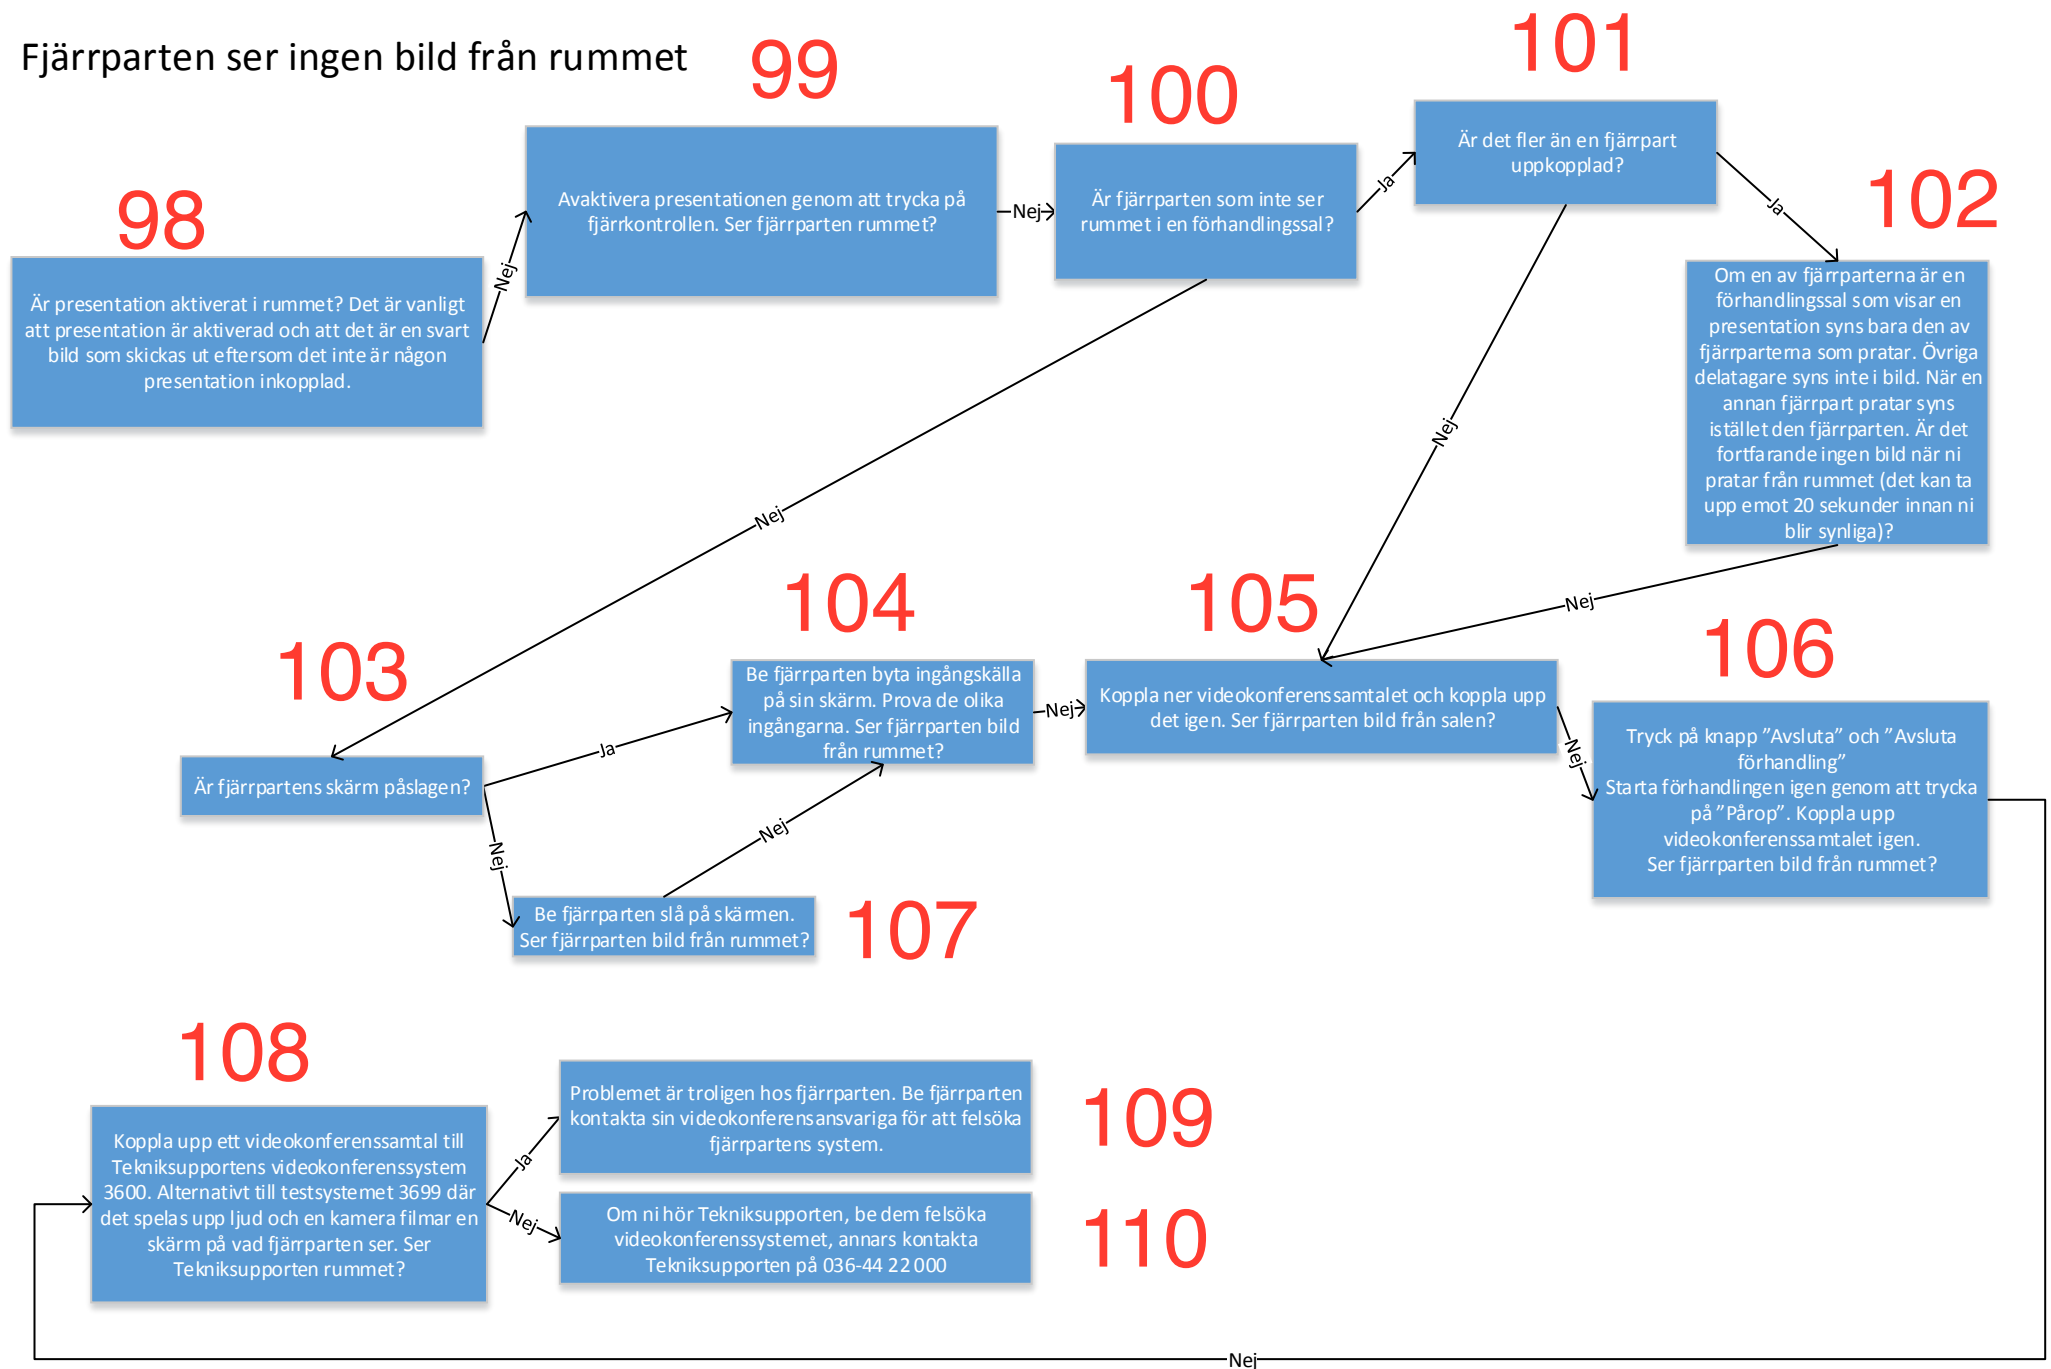 Fjärrparten ser ingen bild från rummet
98
Är presentation aktiverat i rummet? Det är vanligt
att presentation är aktiverad och att det är en svart
bild som skickas ut eftersom det inte är någon
presentation inkopplad.
Nej
99
Avaktivera presentationen genom att trycka på
fjärrkontrollen. Ser fjärrparten rummet?
Nej
100
Är fjärrparten som inte ser
rummet i en förhandlingssal?
Ja
101
Är det fler än en fjärrpart
uppkopplad?
Ja
102
Om en av fjärrparterna är en
förhandlingssal som visar en
presentation syns bara den av
fjärrparterna som pratar. Övriga
delatagare syns inte i bild. När en
annan fjärrpart pratar syns
istället den fjärrparten. Är det
fortfarande ingen bild när ni
pratar från rummet (det kan ta
upp emot 20 sekunder innan ni
blir synliga)?
Nej
Nej
Nej
103
Är fjärrpartens skärm påslagen?
Ja
Nej
104
Be fjärrparten byta ingångskälla
på sin skärm. Prova de olika
ingångarna. Ser fjärrparten bild
från rummet?
Nej
105
Koppla ner videokonferenssamtalet och koppla upp
det igen. Ser fjärrparten bild från salen?
Nej
106
Tryck på knapp ”Avsluta” och ”Avsluta
förhandling”
Starta förhandlingen igen genom att trycka
på ”Pårop”. Koppla upp
videokonferenssamtalet igen.
Ser fjärrparten bild från rummet?
Nej
107
Be fjärrparten slå på skärmen.
Ser fjärrparten bild från rummet?
108
Koppla upp ett videokonferenssamtal till
Tekniksupportens videokonferenssystem
3600. Alternativt till testsystemet 3699 där
det spelas upp ljud och en kamera filmar en
skärm på vad fjärrparten ser. Ser
Tekniksupporten rummet?
Ja
Nej
109
Problemet är troligen hos fjärrparten. Be fjärrparten
kontakta sin videokonferensansvariga för att felsöka
fjärrpartens system.
110
Om ni hör Tekniksupporten, be dem felsöka
videokonferenssystemet, annars kontakta
Tekniksupporten på 036-44 22 000
Nej